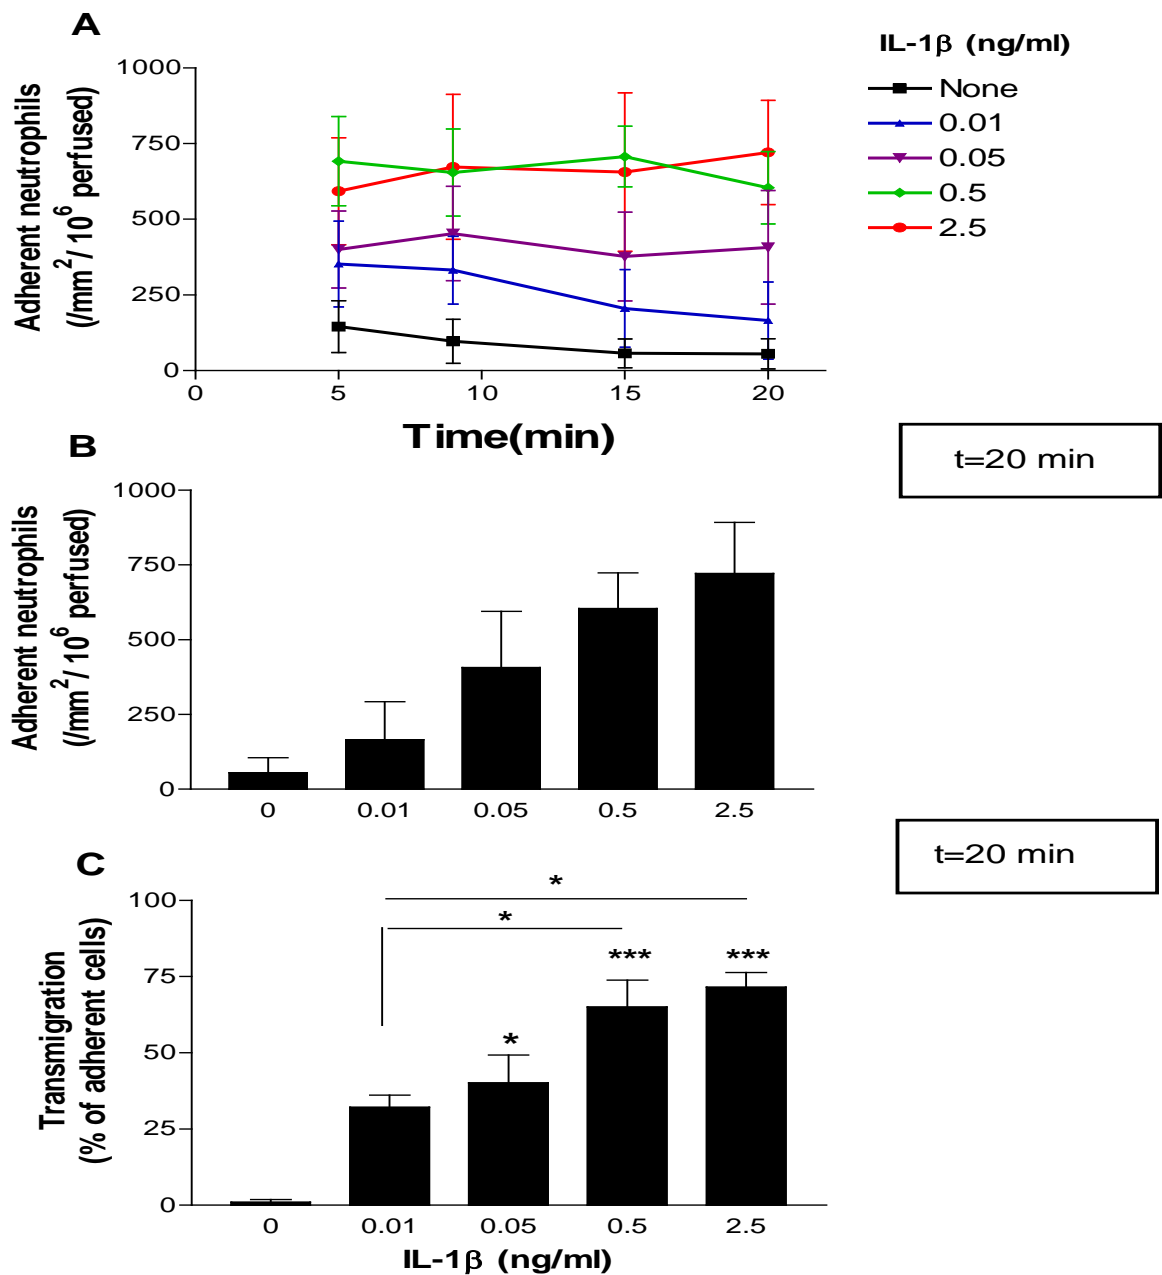 A
IL-1β (ng/ml)
None
0.01
0.05
0.5
2.5
Adherent neutrophils
(/mm²/ 10⁶ perfused)
1000
750
500
250
0
0 5 10 15 20
Time(min)
B
t=20 min
Adherent neutrophils
(/mm²/ 10⁶ perfused)
1000
750
500
250
0
0 0.01 0.05 0.5 2.5
C
t=20 min
Transmigration
(% of adherent cells)
100
75
50
25
0
*
*
*** ***
*
0 0.01 0.05 0.5 2.5
IL-1β (ng/ml)